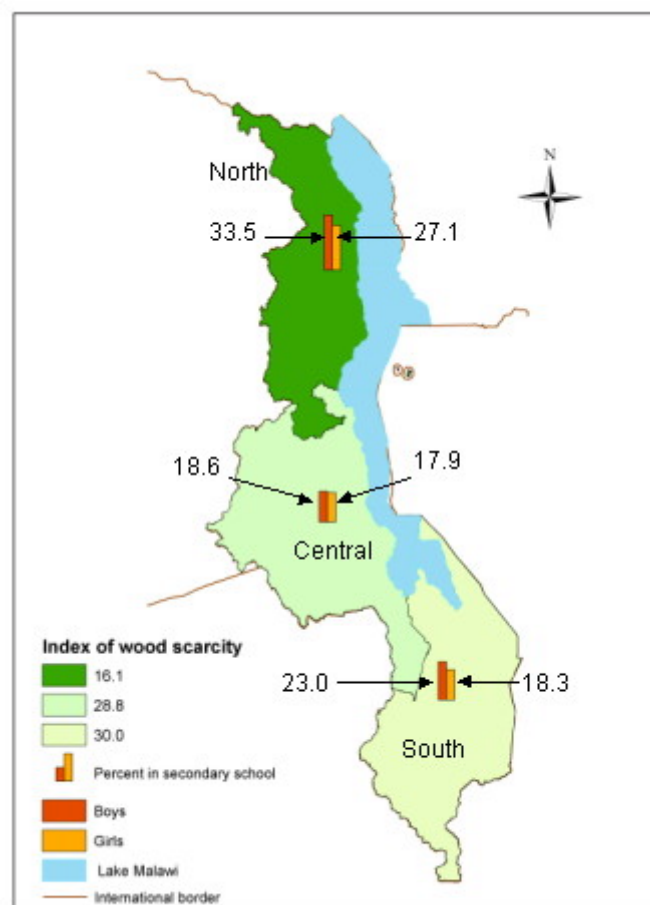 N
North
33.5 27.1
18.6 17.9
Central
Index of wood scarcity
16.1
28.8
30.0
Percent in secondary school
Boys
Girls
Lake Malawi
International border
23.0 18.3
South